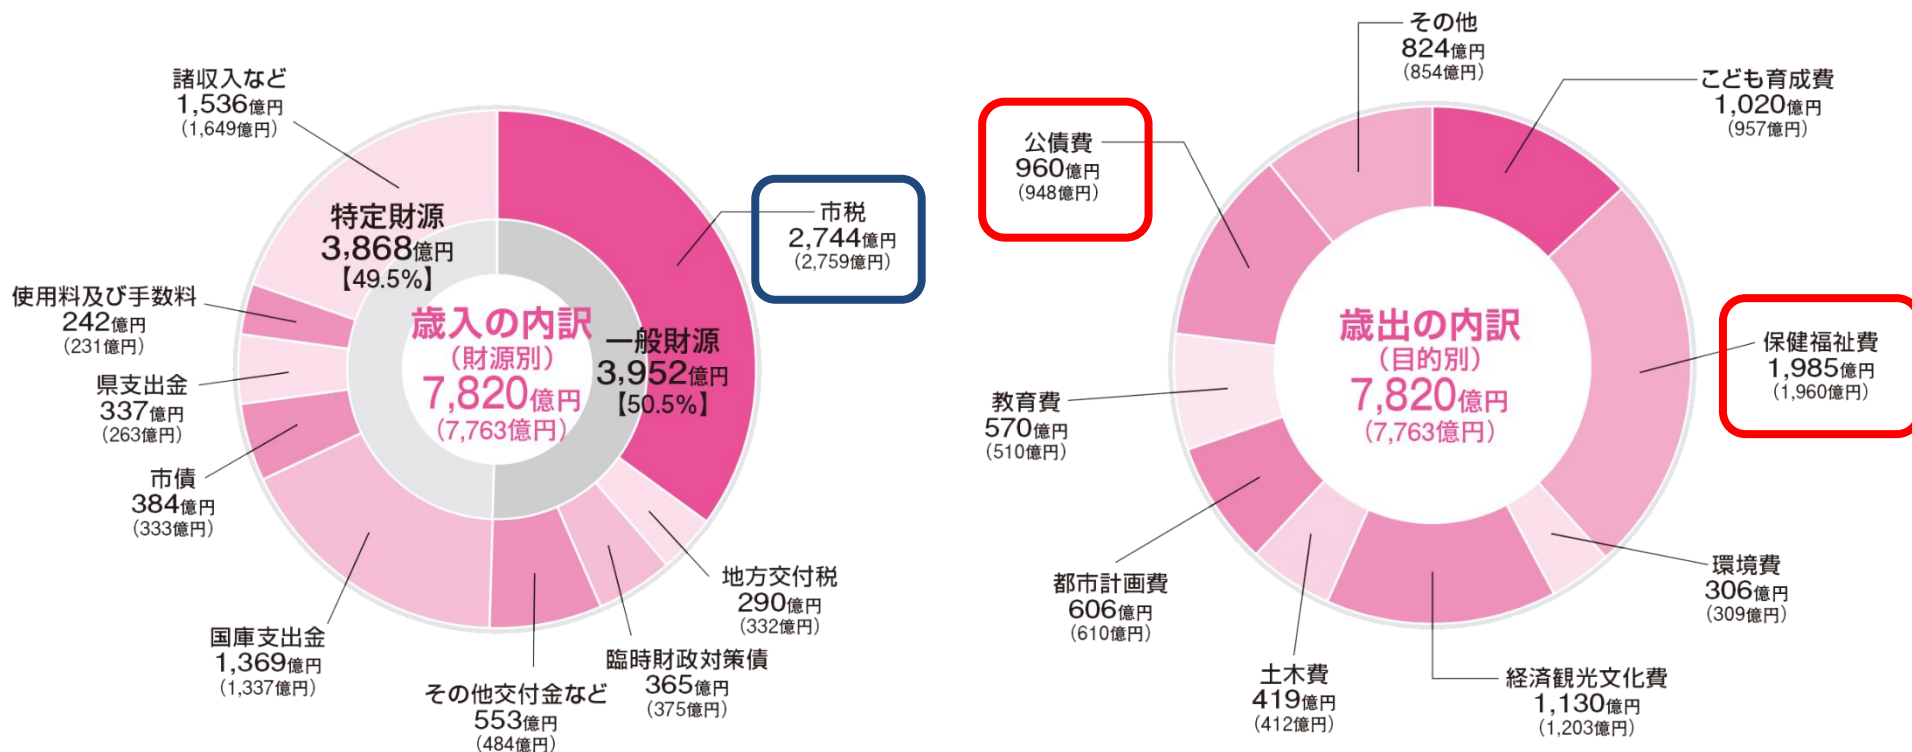 諸収入など
1,536億円
(1,649億円)
特定財源
3,868億円
【49.5%】
使用料及び手数料
242億円
(231億円)
県支出金
337億円
(263億円)
市債
384億円
(333億円)
国庫支出金
1,369億円
(1,337億円)
その他交付金など
553億円
(484億円)
臨時財政対策債
365億円
(375億円)
地方交付税
290億円
(332億円)
市税
2,744億円
(2,759億円)
一般財源
3,952億円
【50.5%】
歳入の内訳
(財源別)
7,820億円
(7,763億円)
その他
824億円
(854億円)
こども育成費
1,020億円
(957億円)
公債費
960億円
(948億円)
保健福祉費
1,985億円
(1,960億円)
歳出の内訳
(目的別)
7,820億円
(7,763億円)
教育費
570億円
(510億円)
都市計画費
606億円
(610億円)
土木費
419億円
(412億円)
経済観光文化費
1,130億円
(1,203億円)
環境費
306億円
(309億円)